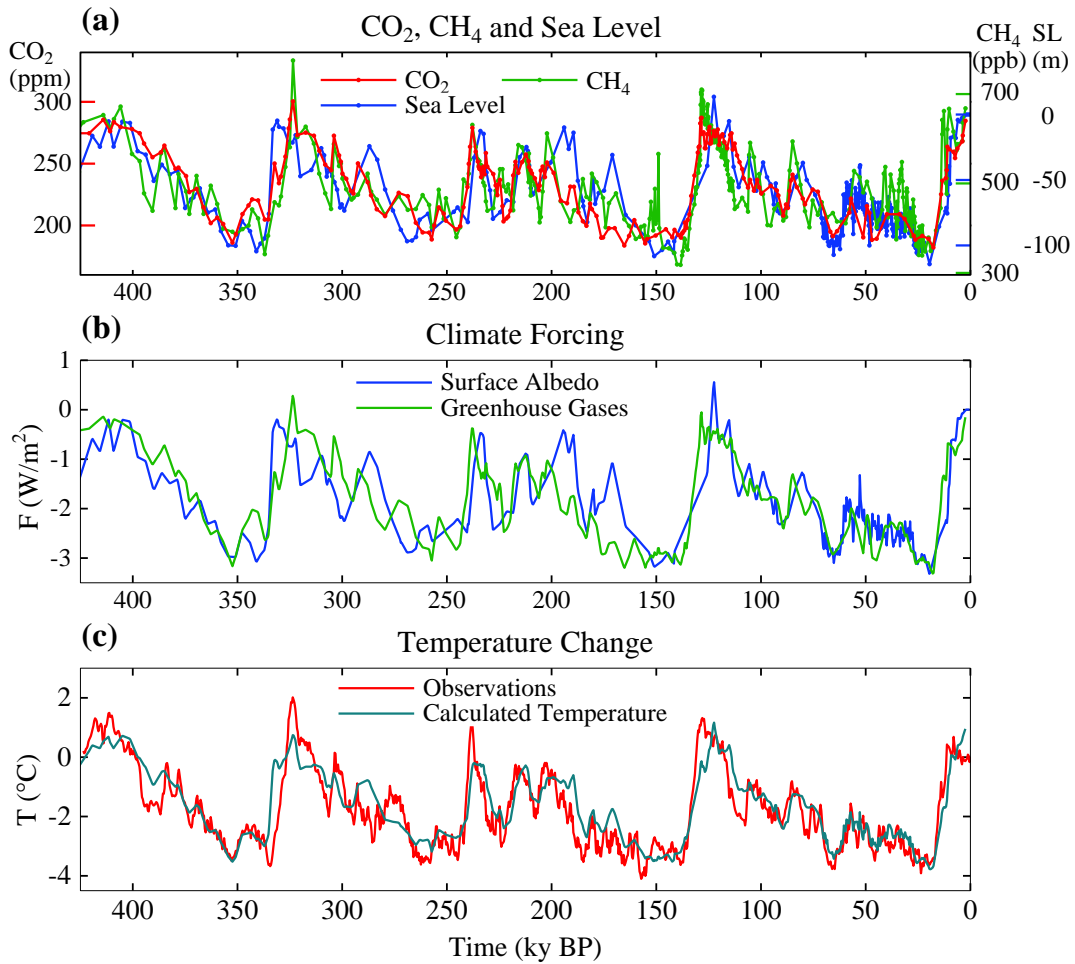 (a)
CO2, CH4 and Sea Level
CO2
(ppm)
CH4 SL
(ppb) (m)
CO2
CH4
Sea Level
300
250
200
700
500
300
0
-50
-100
400 350 300 250 200 150 100 50 0
(b)
Climate Forcing
Surface Albedo
Greenhouse Gases
F (W/m2)
1
0
-1
-2
-3
400 350 300 250 200 150 100 50 0
(c)
Temperature Change
Observations
Calculated Temperature
T (°C)
2
0
-2
-4
400 350 300 250 200 150 100 50 0
Time (ky BP)